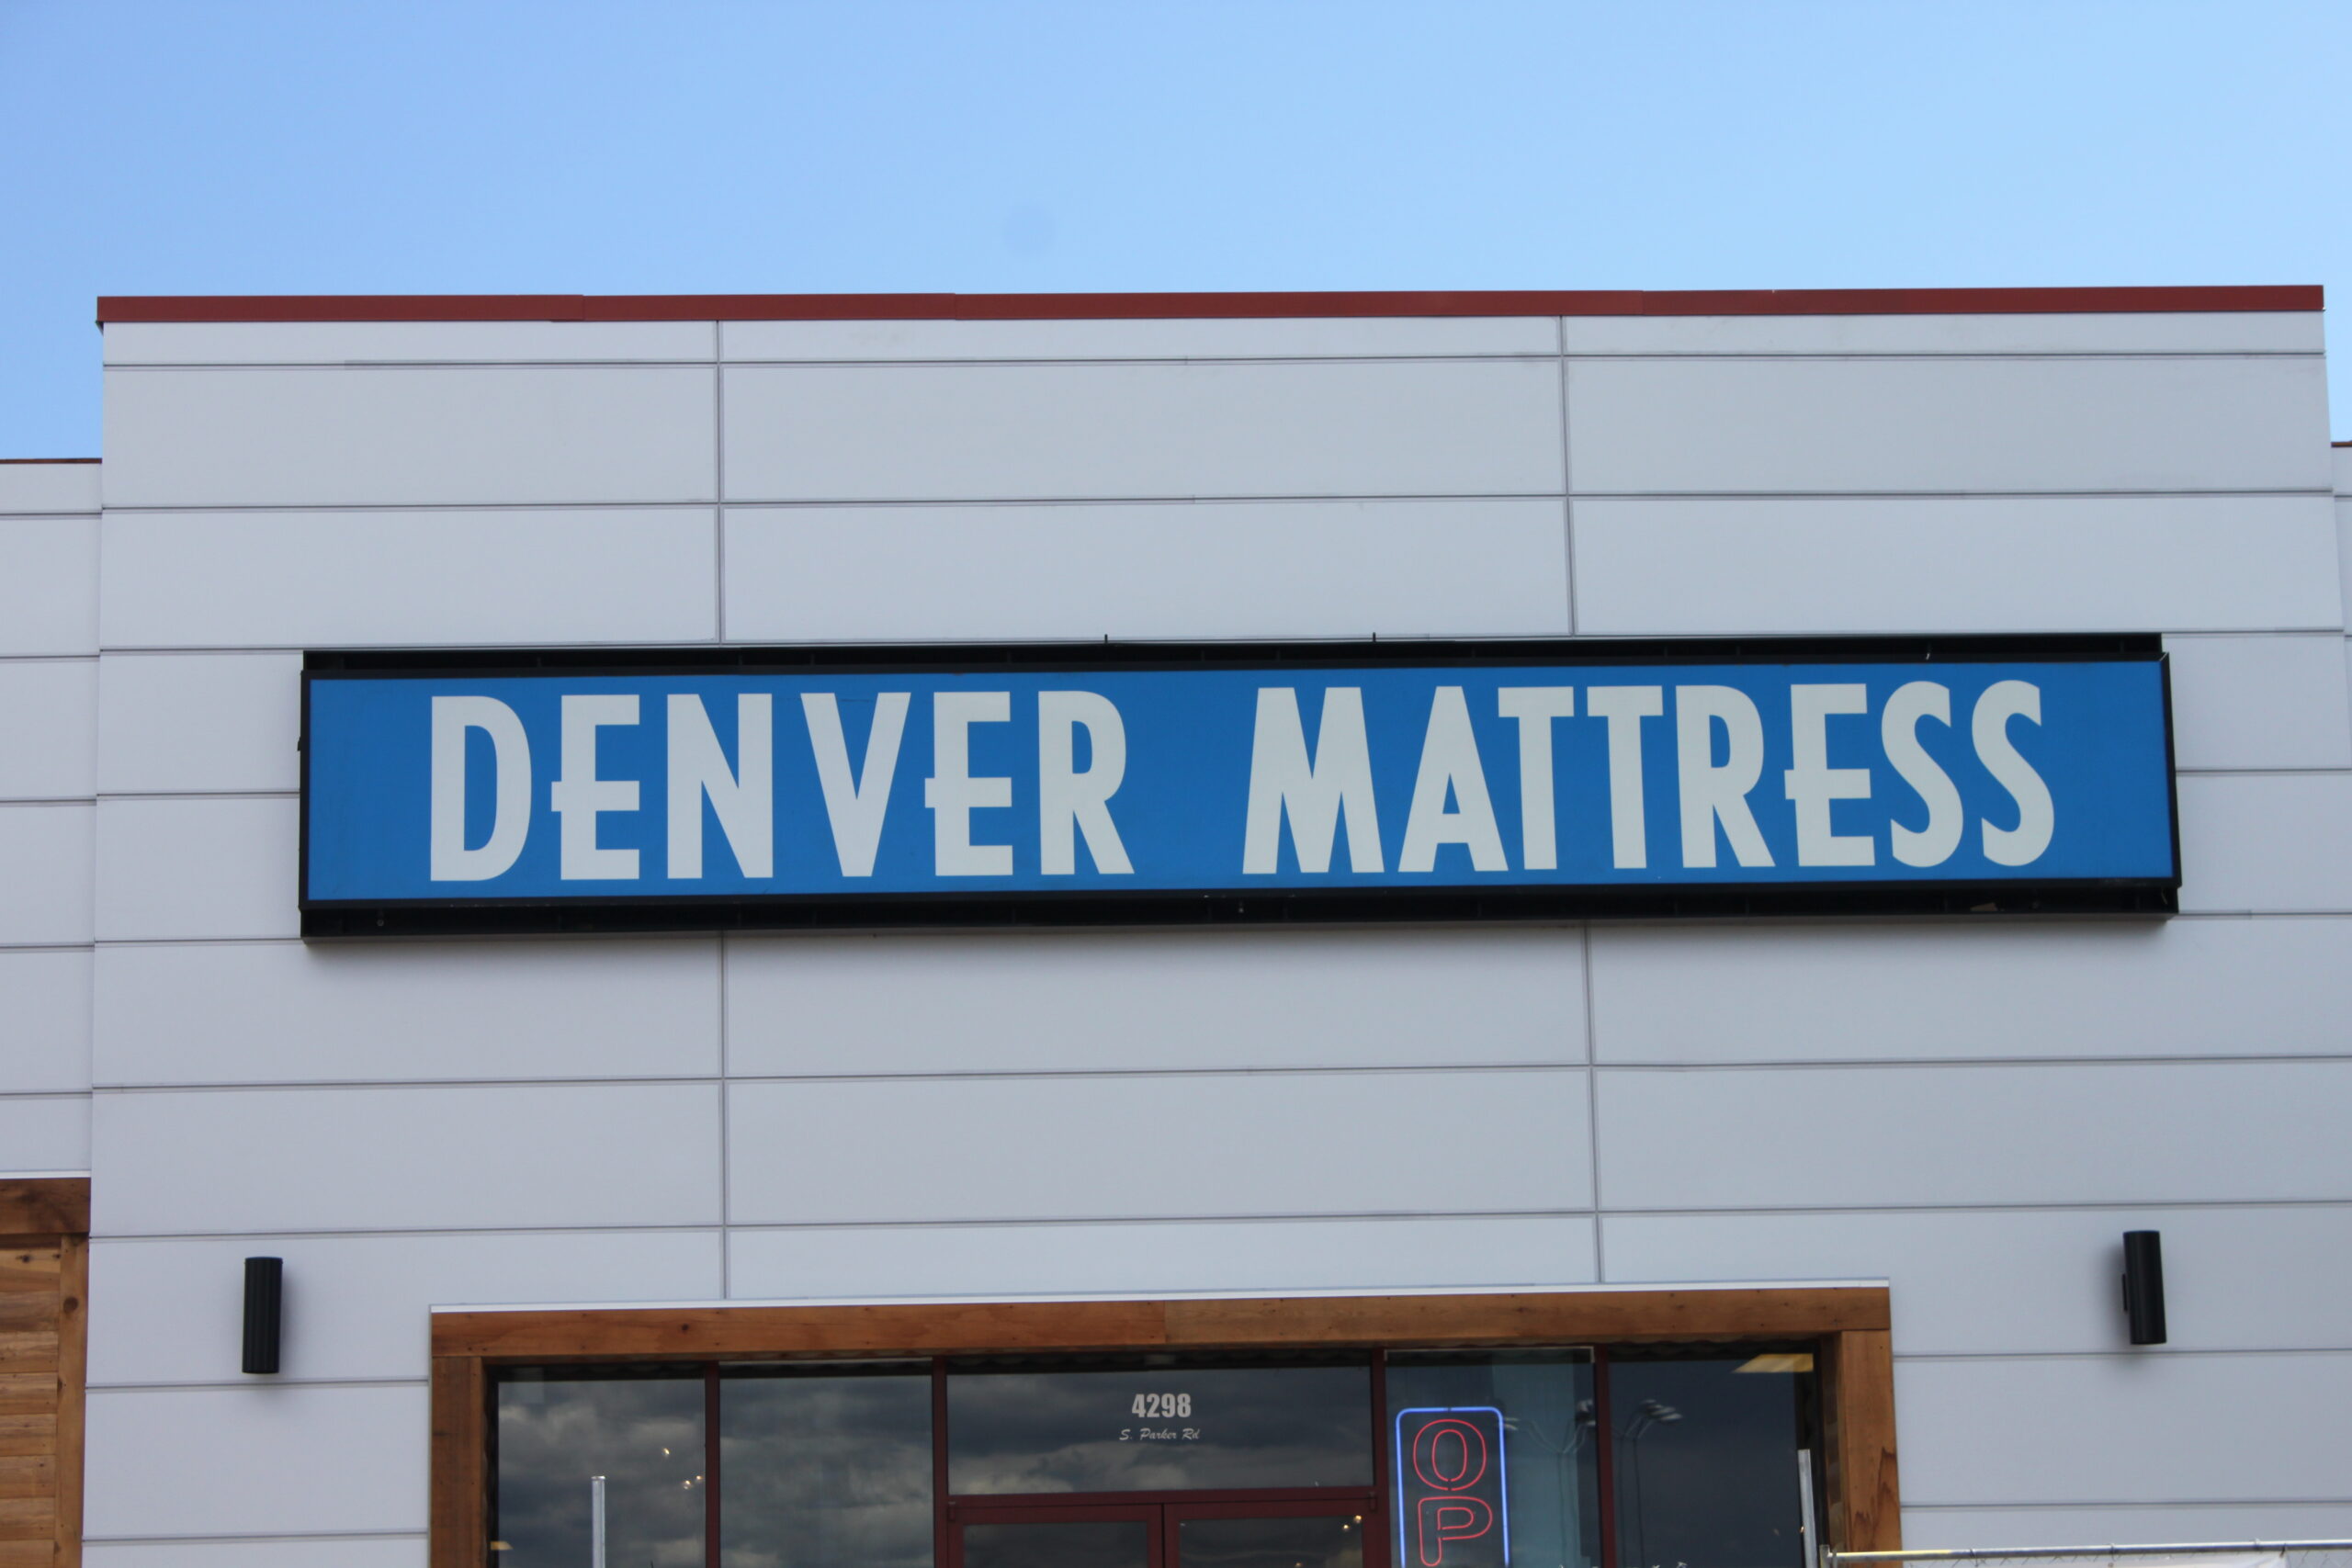 DENVER MATTRESS
4298
S. Parker Rd
OP